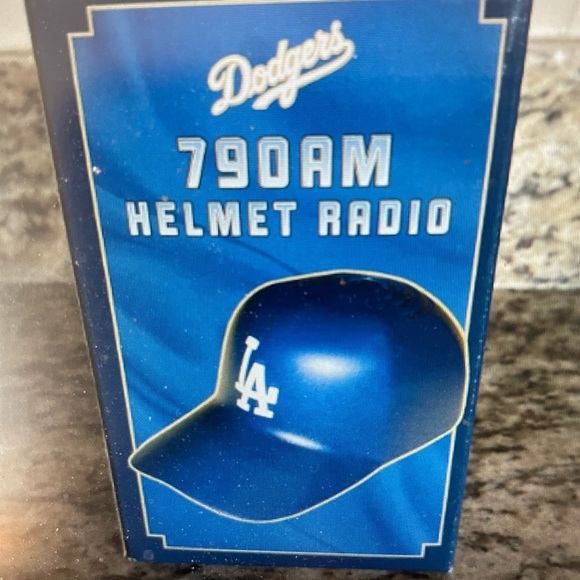 Dodgers
790AM
HELMET RADIO
LA